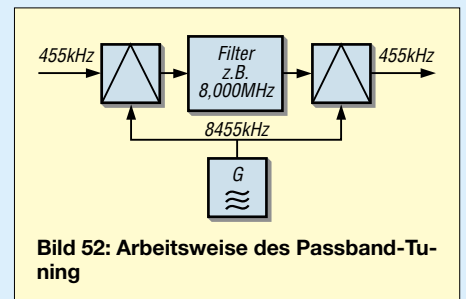 455kHz
Filter
z.B.
8,000MHz
455kHz
8455kHz
G
Bild 52: Arbeitsweise des Passband-Tu-
ning